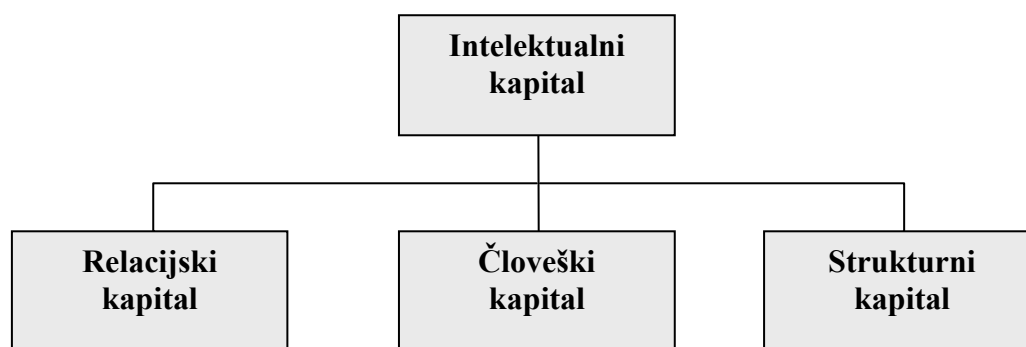 Intelektualni
kapital
Relacijski
kapital
Človeški
kapital
Strukturni
kapital